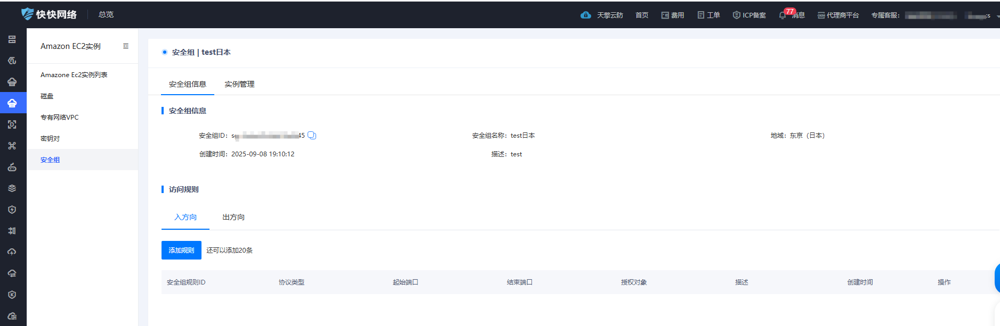 快快网络 总览 天擎云防 首页 费用 工单 ICP备案 消息 77 代理商平台 专属客服：
Amazon EC2实例
Amazone Ec2实例列表
磁盘
专有网络VPC
密钥对
安全组
安全组 | test日本
安全组信息 实例管理
安全组信息
安全组ID： 45 安全组名称：test日本 地域：东京（日本）
创建时间：2025-09-08 19:10:12 描述：test
访问规则
入方向 出方向
添加规则 还可以添加20条
安全组规则ID 协议类型 起始端口 结束端口 授权对象 描述 创建时间 操作